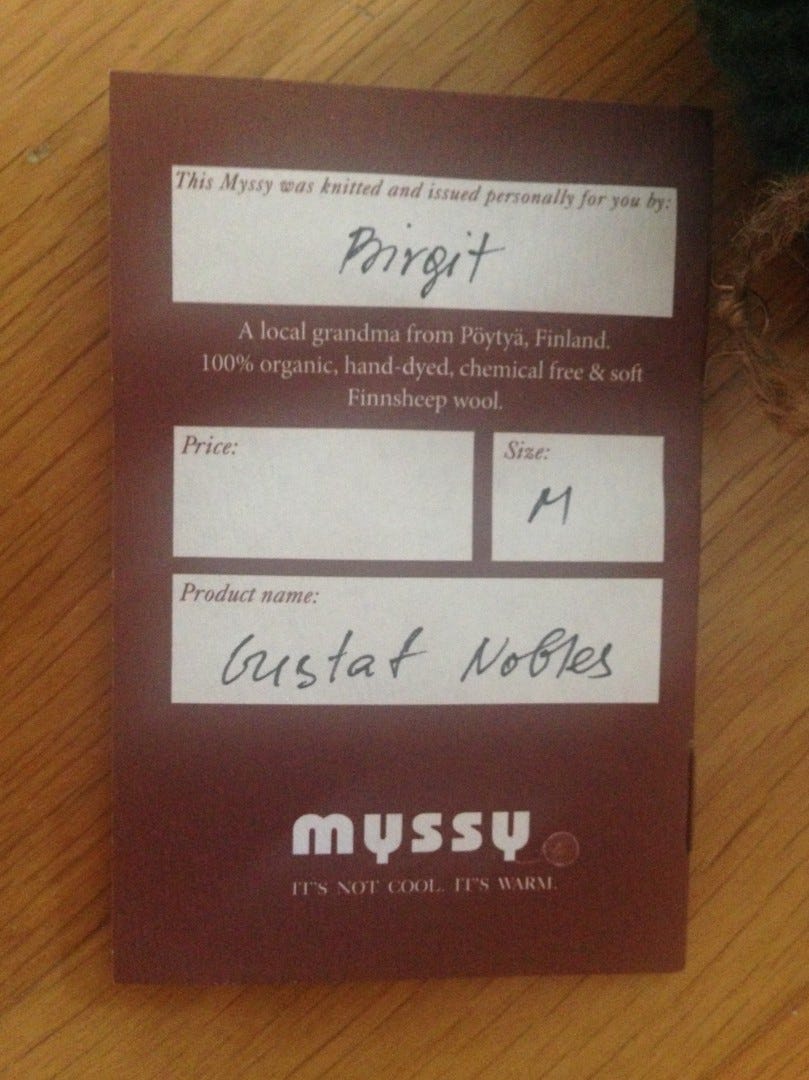 This Myssy was knitted and issued personally for you by:
Birgit
A local grandma from Pöytyä, Finland.
100% organic, hand-dyed, chemical free & soft
Finnsheep wool.
Price:
Size:
M
Product name:
Gustaf Nobles
myssy
IT'S NOT COOL. IT'S WARM.